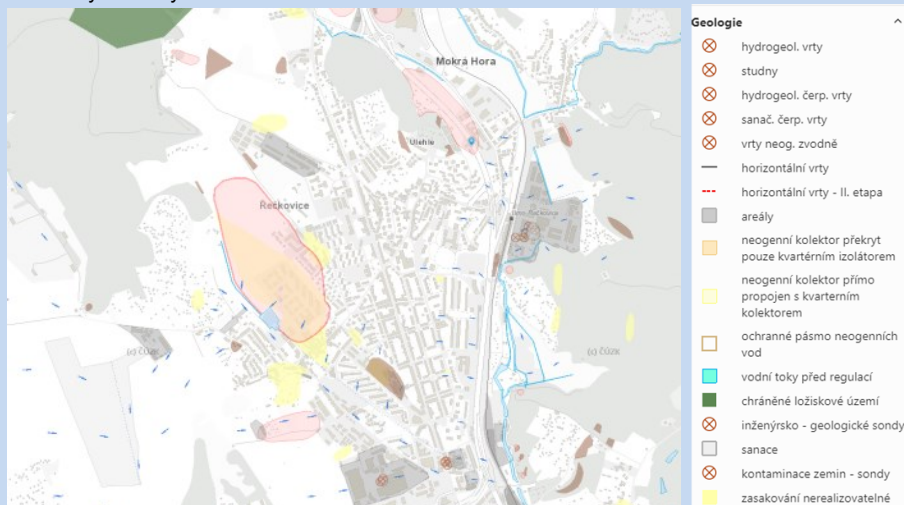 Mokrá Hora
Úlehle
Řečkovice
(c) ČÚZK
(c) ČÚZK
Geologie
hydrogeol. vrty
studny
hydrogeol. čerp. vrty
sanač. čerp. vrty
vrty neog. zvodně
horizontální vrty
horizontální vrty - II. etapa
areály
neogenní kolektor překryt
pouze kvartérním izolátorem
neogenní kolektor přímo
propojen s kvarterním
kolektorem
ochranné pásmo neogenních
vod
vodní toky před regulací
chráněné ložiskové území
inženýrsko - geologické sondy
sanace
kontaminace zemin - sondy
zasakování nerealizovatelné